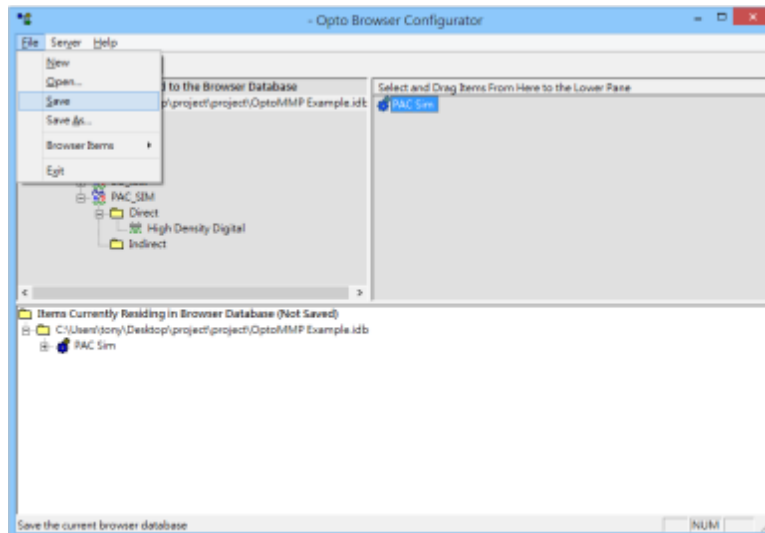 - Opto Browser Configurator
File Server Help
New
Open...
Save
Save As...
Browser Items
Exit
d to the Browser Database
p\project\project\OptoMMP Example.idb
PAC_SIM
Direct
High Density Digital
Indirect
Select and Drag Items From Here to the Lower Pane
PAC Sim
Items Currently Residing in Browser Database (Not Saved)
C:\Users\tony\Desktop\project\project\OptoMMP Example.idb
PAC Sim
Save the current browser database
NUM